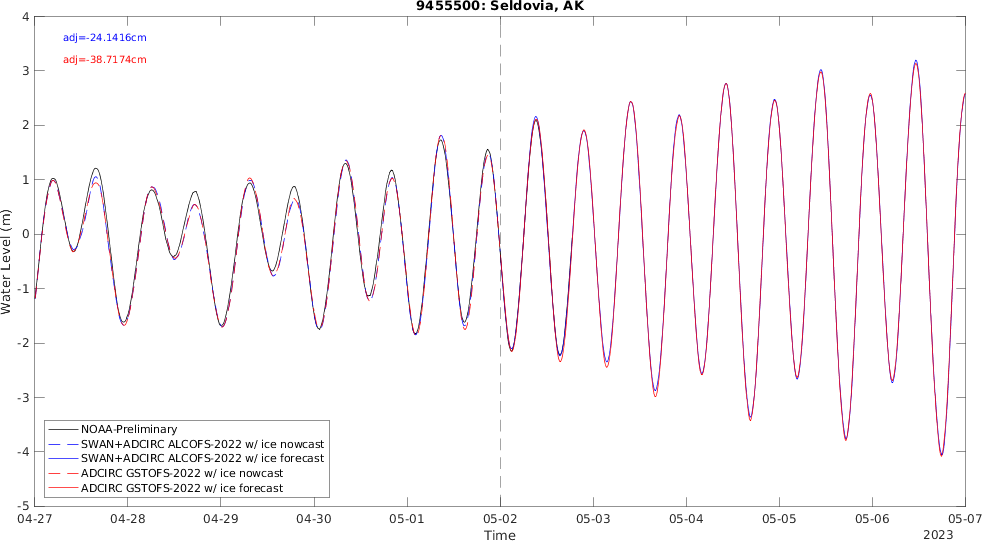 9455500: Seldovia, AK
adj=-24.1416cm
adj=-38.7174cm
4
3
2
1
0
-1
-2
-3
-4
-5
Water Level (m)
NOAA-Preliminary
SWAN+ADCIRC ALCOFS-2022 w/ ice nowcast
SWAN+ADCIRC ALCOFS-2022 w/ ice forecast
ADCIRC GSTOFS-2022 w/ ice nowcast
ADCIRC GSTOFS-2022 w/ ice forecast
04-27 04-28 04-29 04-30 05-01 05-02 05-03 05-04 05-05 05-06 05-07
Time
2023